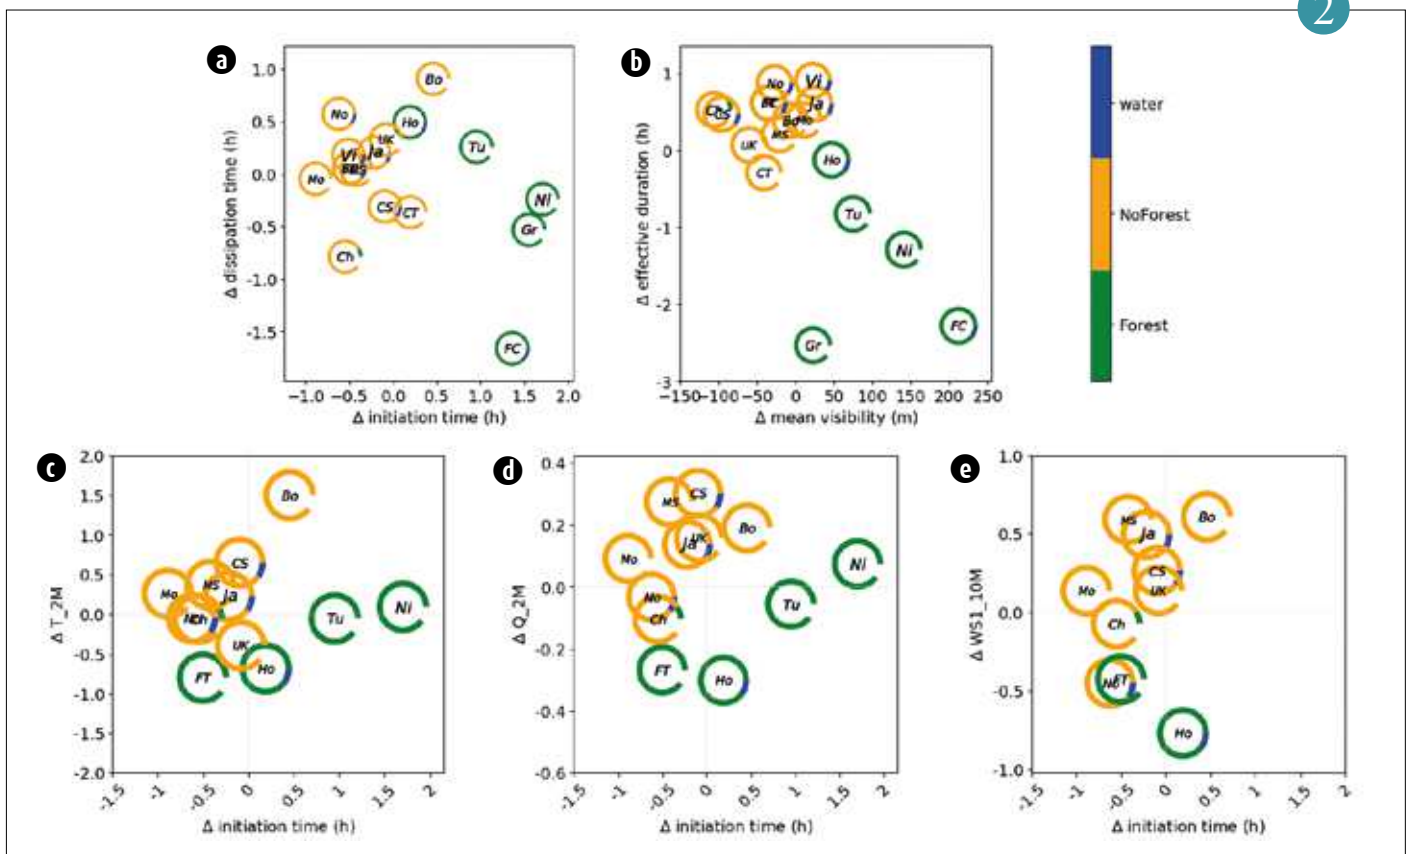 2
a
1.0
0.5
0.0
-0.5
-1.0
-1.5
Δ dissipation time (h)
Bo
No
Ho
UK
Tu
Vi
Ja
Mo
CS
CT
Ni
Gr
Ch
FC
-1.0 -0.5 0.0 0.5 1.0 1.5 2.0
Δ initiation time (h)
b
1
0
-1
-2
-3
Δ effective duration (h)
No
Vi
Ja
Ch
CS
MS
UK
CT
Ho
Tu
Ni
FC
Gr
-150 -100 -50 0 50 100 150 200 250
Δ mean visibility (m)
water
NoForest
Forest
c
2.0
1.5
1.0
0.5
0.0
-0.5
-1.0
-1.5
-2.0
Δ T_2M
Bo
CS
MS
Mo
Ja
Ch
Tu
Ni
UK
FT
Ho
-1.5 -1 -0.5 0 0.5 1 1.5 2
Δ initiation time (h)
d
0.4
0.2
0.0
-0.2
-0.4
-0.6
Δ Q_2M
MS
CS
Bo
UK
Ja
Mo
Ni
No
Tu
Ch
FT
Ho
-1.5 -1 -0.5 0 0.5 1 1.5 2
Δ initiation time (h)
e
1.0
0.5
0.0
-0.5
-1.0
Δ WS1_10M
MS
Bo
Ja
CS
Mo
UK
Ch
No
FT
Ho
-1.5 -1 -0.5 0 0.5 1 1.5 2
Δ initiation time (h)